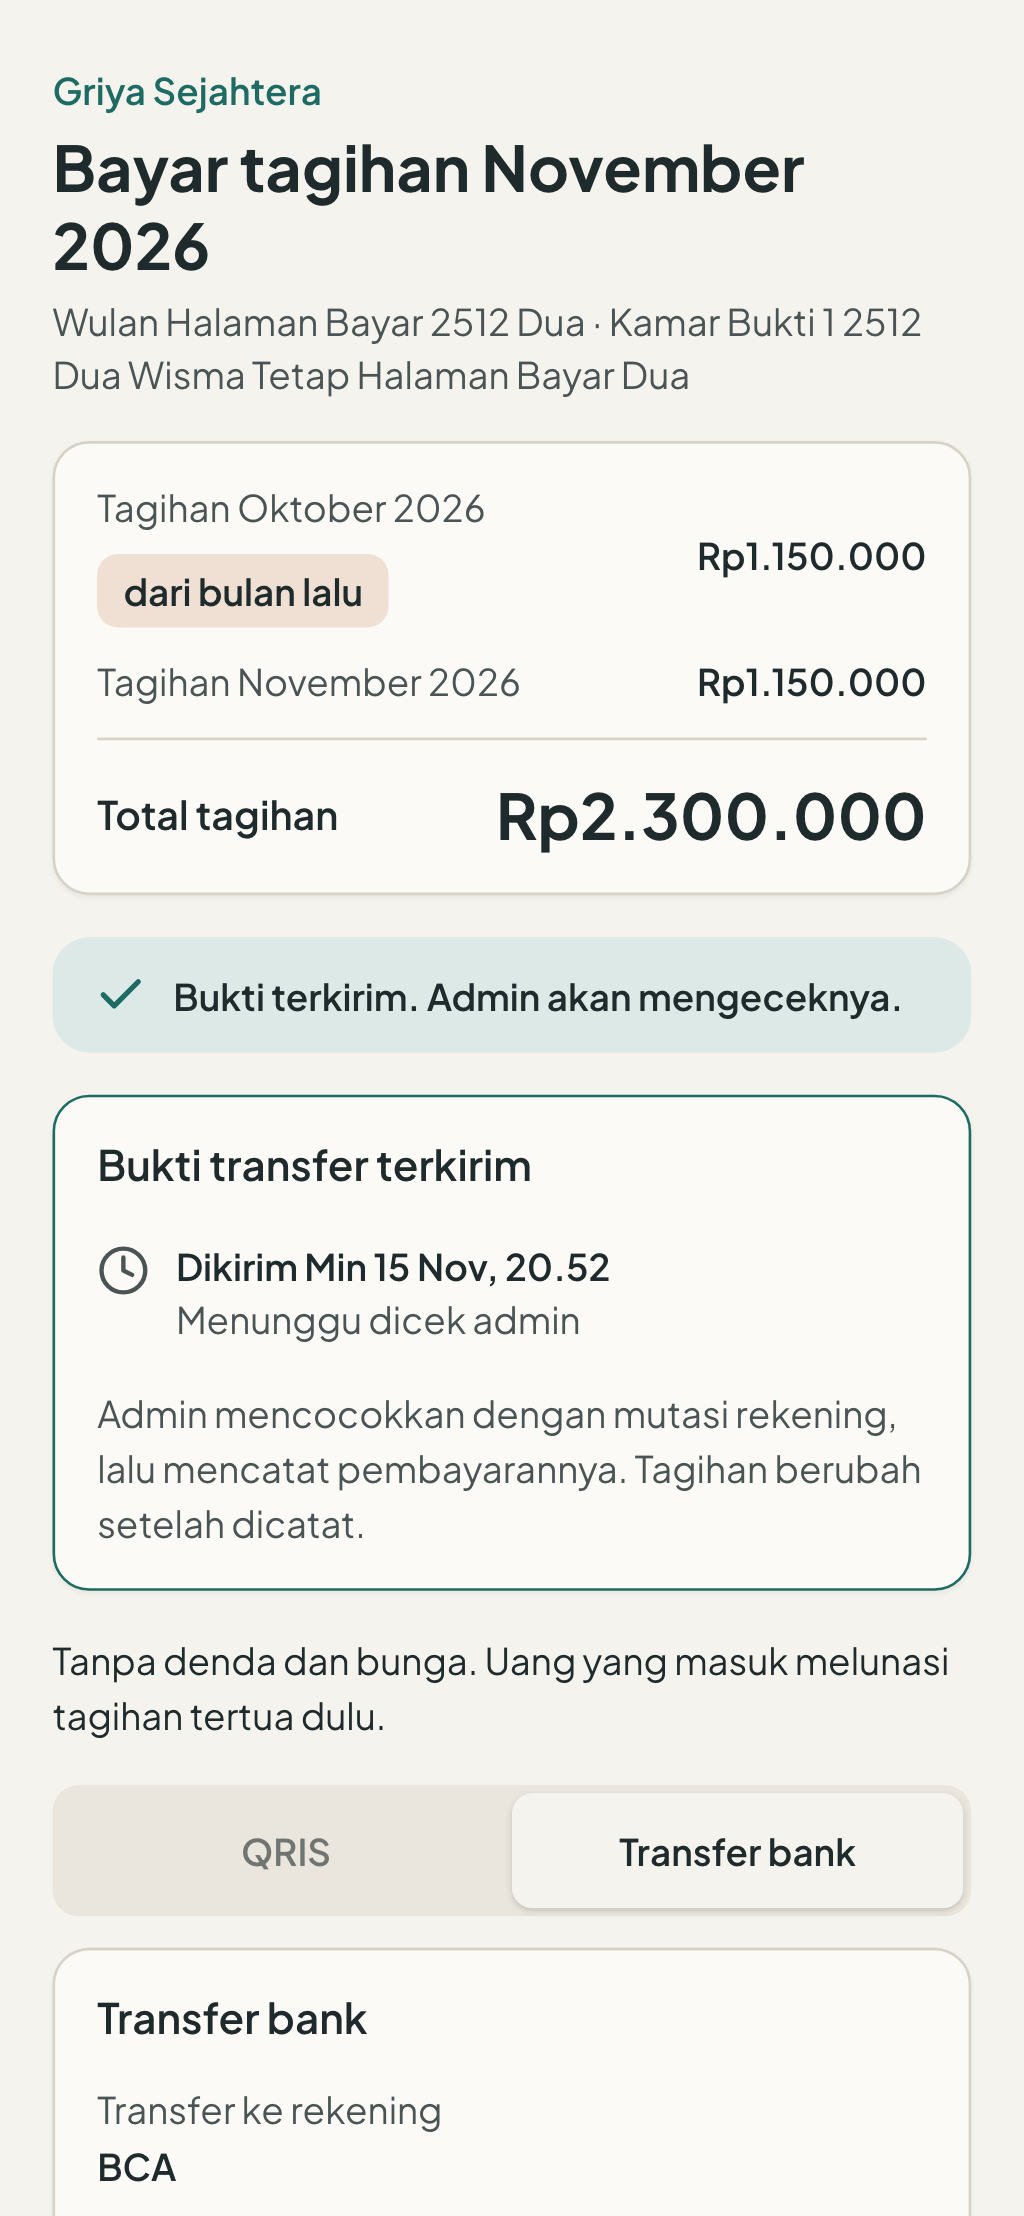 Griya Sejahtera
Bayar tagihan November
2026
Wulan Halaman Bayar 2512 Dua · Kamar Bukti 1 2512
Dua Wisma Tetap Halaman Bayar Dua
Tagihan Oktober 2026
dari bulan lalu
Rp1.150.000
Tagihan November 2026 Rp1.150.000
Total tagihan Rp2.300.000
Bukti terkirim. Admin akan mengeceknya.
Bukti transfer terkirim
Dikirim Min 15 Nov, 20.52
Menunggu dicek admin
Admin mencocokkan dengan mutasi rekening,
lalu mencatat pembayarannya. Tagihan berubah
setelah dicatat.
Tanpa denda dan bunga. Uang yang masuk melunasi
tagihan tertua dulu.
QRIS Transfer bank
Transfer bank
Transfer ke rekening
BCA